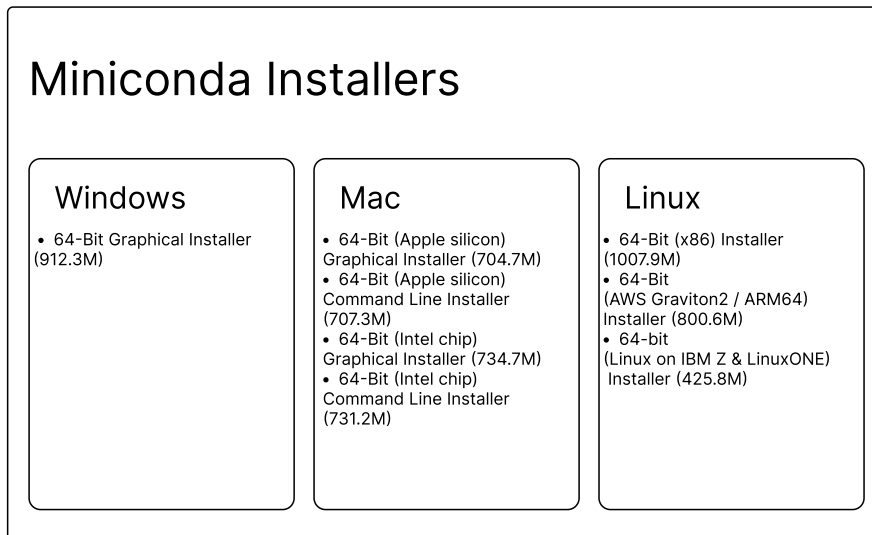 Miniconda Installers
Windows
• 64-Bit Graphical Installer
(912.3M)
Mac
• 64-Bit (Apple silicon)
Graphical Installer (704.7M)
• 64-Bit (Apple silicon)
Command Line Installer
(707.3M)
• 64-Bit (Intel chip)
Graphical Installer (734.7M)
• 64-Bit (Intel chip)
Command Line Installer
(731.2M)
Linux
• 64-Bit (x86) Installer
(1007.9M)
• 64-Bit
(AWS Graviton2 / ARM64)
Installer (800.6M)
• 64-bit
(Linux on IBM Z & LinuxONE)
Installer (425.8M)